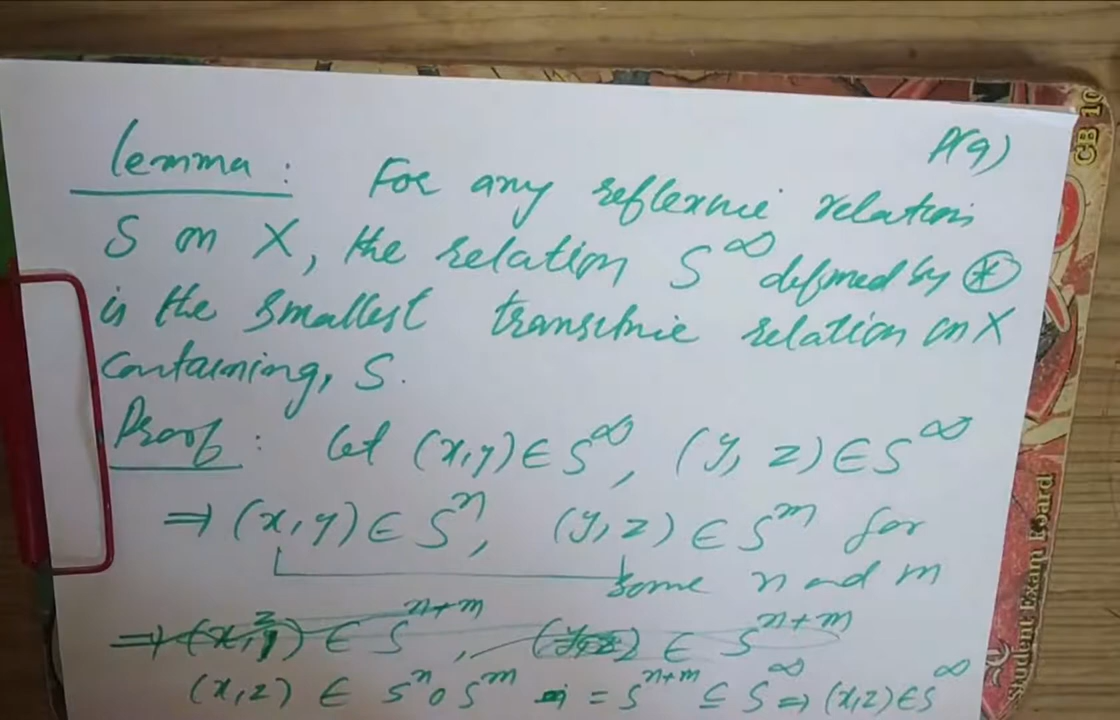 P(9)
Lemma : For any reflexive relation
S on X, the relation S^∞ defined by ⊛
is the smallest transitive relation on X
containing, S.
Proof : Let (x,y) ∈ S^∞, (y, z) ∈ S^∞
⇒ (x,y) ∈ S^n, (y,z) ∈ S^m for
some n and m
⇒ (x, ) ∈ S^{n+m}, (y,z) ∈ S^{n+m}
(x,z) ∈ S^n o S^m = S^{n+m} ⊆ S^∞ ⇒ (x,z) ∈ S^∞
CB 10
Student Exam Board